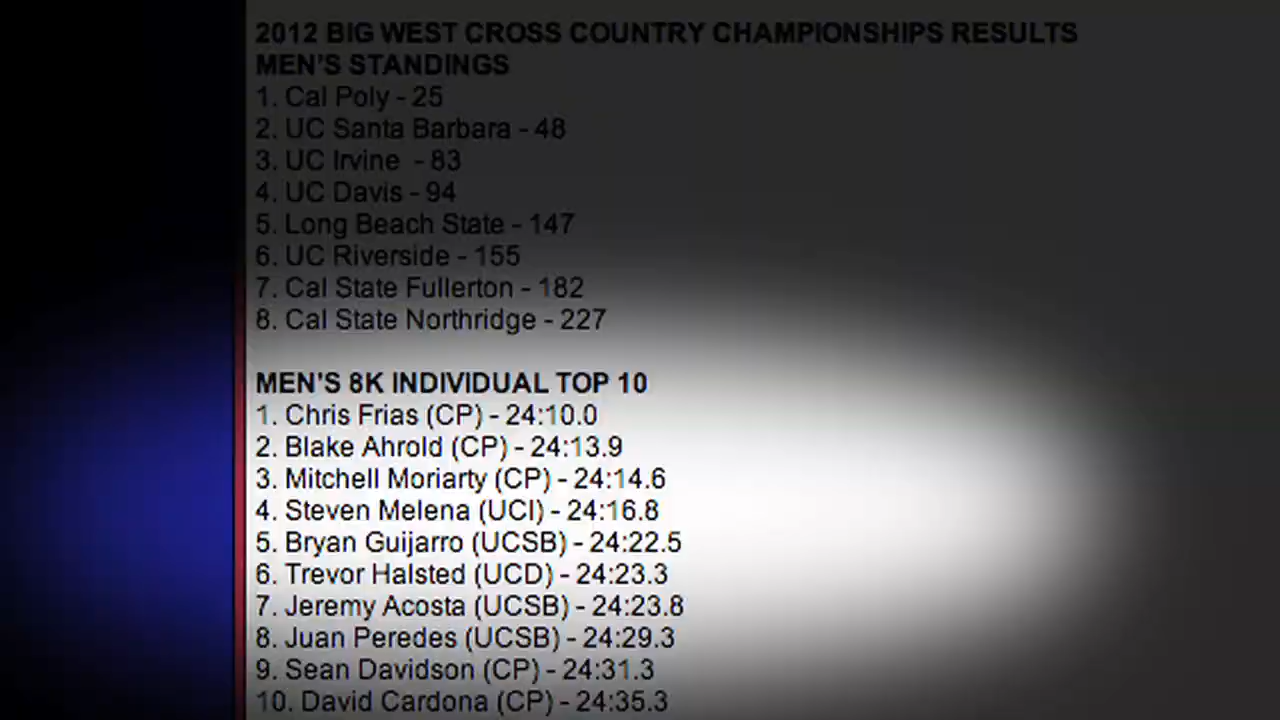 2012 BIG WEST CROSS COUNTRY CHAMPIONSHIPS RESULTS
MEN'S STANDINGS
1. Cal Poly - 25
2. UC Santa Barbara - 48
3. UC Irvine - 83
4. UC Davis - 94
5. Long Beach State - 147
6. UC Riverside - 155
7. Cal State Fullerton - 182
8. Cal State Northridge - 227
MEN'S 8K INDIVIDUAL TOP 10
1. Chris Frias (CP) - 24:10.0
2. Blake Ahrold (CP) - 24:13.9
3. Mitchell Moriarty (CP) - 24:14.6
4. Steven Melena (UCI) - 24:16.8
5. Bryan Guijarro (UCSB) - 24:22.5
6. Trevor Halsted (UCD) - 24:23.3
7. Jeremy Acosta (UCSB) - 24:23.8
8. Juan Peredes (UCSB) - 24:29.3
9. Sean Davidson (CP) - 24:31.3
10. David Cardona (CP) - 24:35.3